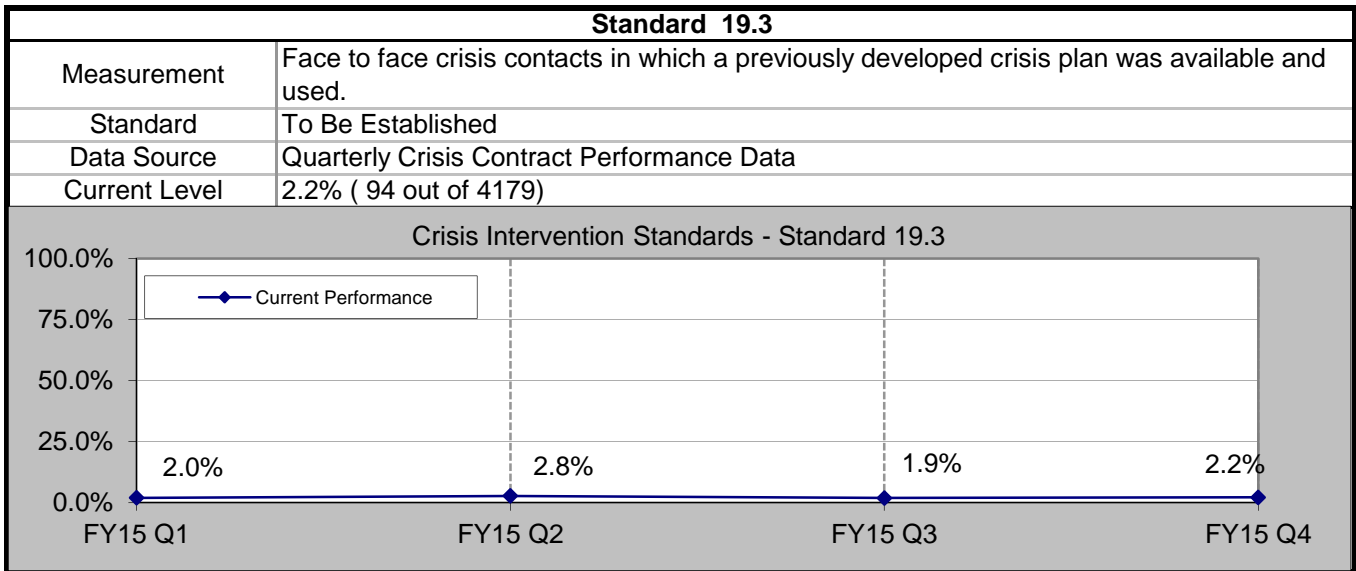 Standard 19.3
Measurement
Face to face crisis contacts in which a previously developed crisis plan was available and
used.
Standard
To Be Established
Data Source
Quarterly Crisis Contract Performance Data
Current Level
2.2% ( 94 out of 4179)
Crisis Intervention Standards - Standard 19.3
100.0%
Current Performance
75.0%
50.0%
25.0%
2.0%
2.8%
1.9%
2.2%
0.0%
FY15 Q1
FY15 Q2
FY15 Q3
FY15 Q4